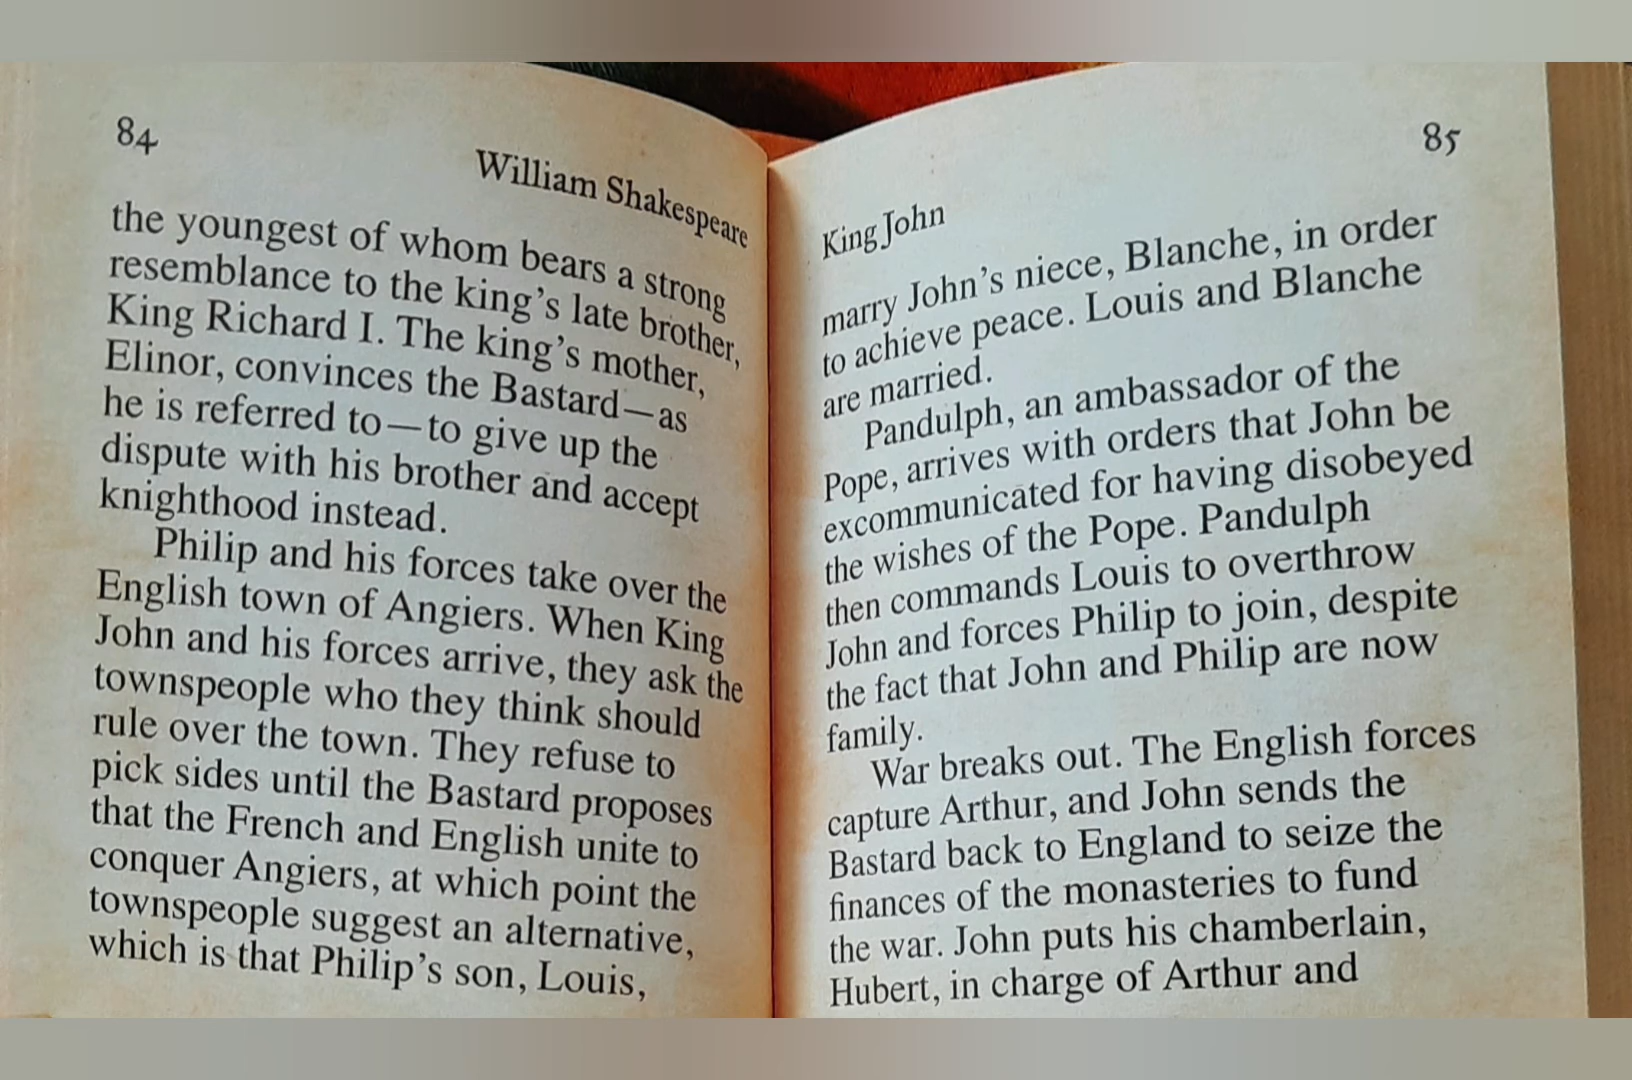 84
William Shakespeare
the youngest of whom bears a strong
resemblance to the king's late brother,
King Richard I. The king's mother,
Elinor, convinces the Bastard—as
he is referred to—to give up the
dispute with his brother and accept
knighthood instead.
Philip and his forces take over the
English town of Angiers. When King
John and his forces arrive, they ask the
townspeople who they think should
rule over the town. They refuse to
pick sides until the Bastard proposes
that the French and English unite to
conquer Angiers, at which point the
townspeople suggest an alternative,
which is that Philip's son, Louis,
85
King John
marry John's niece, Blanche, in order
to achieve peace. Louis and Blanche
are married.
Pandulph, an ambassador of the
Pope, arrives with orders that John be
excommunicated for having disobeyed
the wishes of the Pope. Pandulph
then commands Louis to overthrow
John and forces Philip to join, despite
the fact that John and Philip are now
family.
War breaks out. The English forces
capture Arthur, and John sends the
Bastard back to England to seize the
finances of the monasteries to fund
the war. John puts his chamberlain,
Hubert, in charge of Arthur and